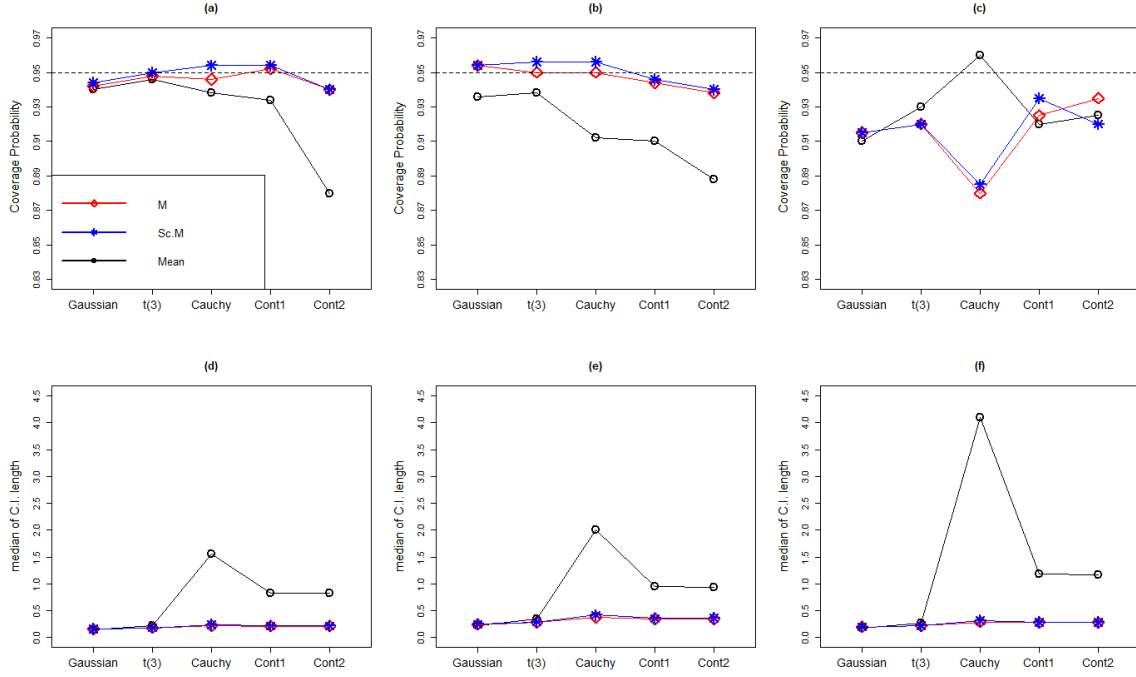 (a)
Coverage Probability
0.97
0.95
0.93
0.91
0.89
0.87
0.85
0.83
M
Sc.M
Mean
Gaussian t(3) Cauchy Cont1 Cont2
(b)
Coverage Probability
0.97
0.95
0.93
0.91
0.89
0.87
0.85
0.83
Gaussian t(3) Cauchy Cont1 Cont2
(c)
Coverage Probability
0.97
0.95
0.93
0.91
0.89
0.87
0.85
0.83
Gaussian t(3) Cauchy Cont1 Cont2
(d)
median of C.I. length
4.5
4.0
3.5
3.0
2.5
2.0
1.5
1.0
0.5
0.0
Gaussian t(3) Cauchy Cont1 Cont2
(e)
median of C.I. length
4.5
4.0
3.5
3.0
2.5
2.0
1.5
1.0
0.5
0.0
Gaussian t(3) Cauchy Cont1 Cont2
(f)
median of C.I. length
4.5
4.0
3.5
3.0
2.5
2.0
1.5
1.0
0.5
0.0
Gaussian t(3) Cauchy Cont1 Cont2